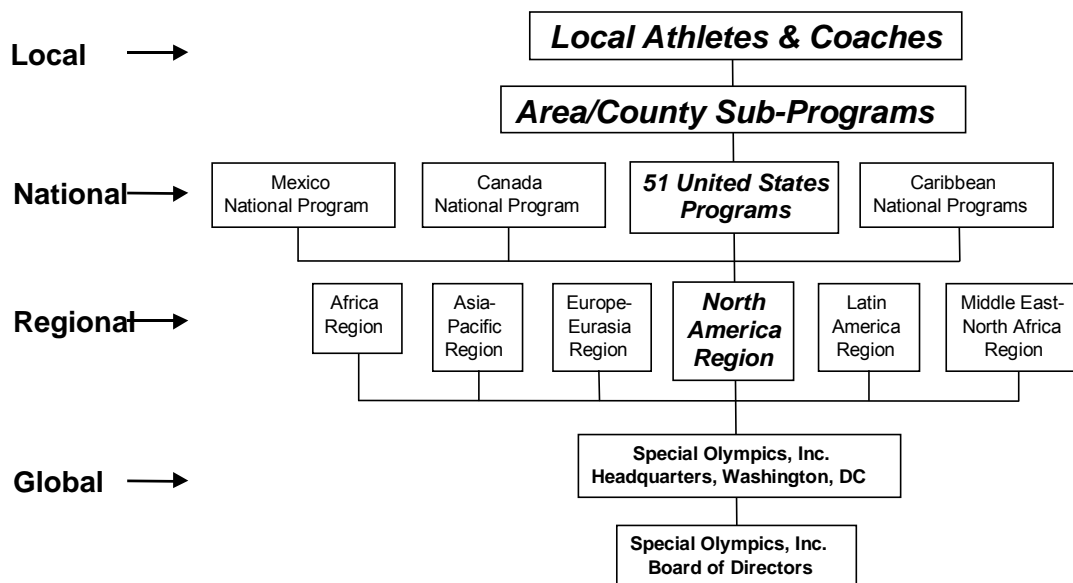 Local
Local Athletes & Coaches
Area/County Sub-Programs
National
Mexico
National Program
Canada
National Program
51 United States
Programs
Caribbean
National Programs
Regional
Africa
Region
Asia-
Pacific
Region
Europe-
Eurasia
Region
North
America
Region
Latin
America
Region
Middle East-
North Africa
Region
Global
Special Olympics, Inc.
Headquarters, Washington, DC
Special Olympics, Inc.
Board of Directors